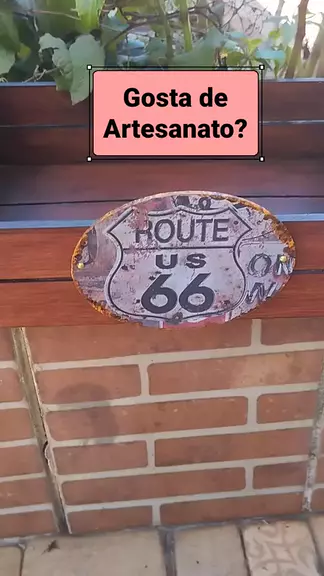 Gosta de
Artesanato?
ROUTE
US
66